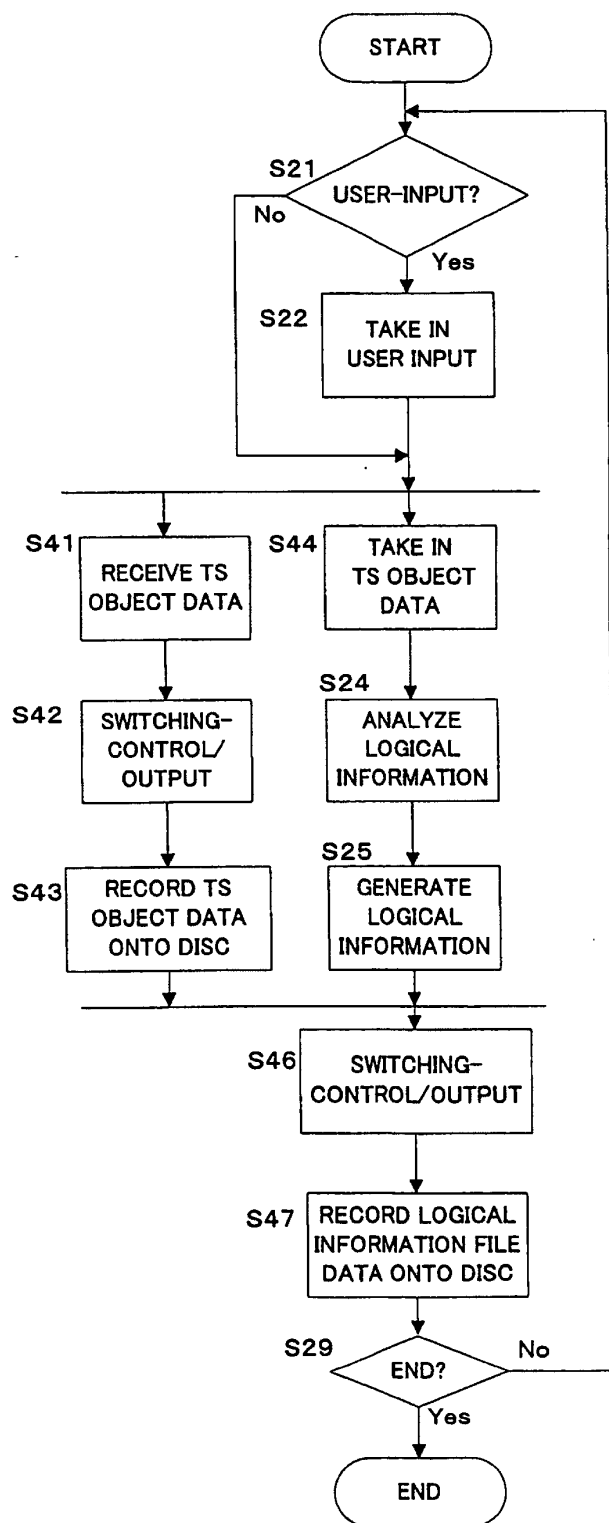 START
S21
USER-INPUT?
No
Yes
S22
TAKE IN
USER INPUT
S41
RECEIVE TS
OBJECT DATA
S44
TAKE IN
TS OBJECT
DATA
S42
SWITCHING-
CONTROL/
OUTPUT
S24
ANALYZE
LOGICAL
INFORMATION
S43
RECORD TS
OBJECT DATA
ONTO DISC
S25
GENERATE
LOGICAL
INFORMATION
S46
SWITCHING-
CONTROL/OUTPUT
S47
RECORD LOGICAL
INFORMATION FILE
DATA ONTO DISC
S29
END?
No
Yes
END